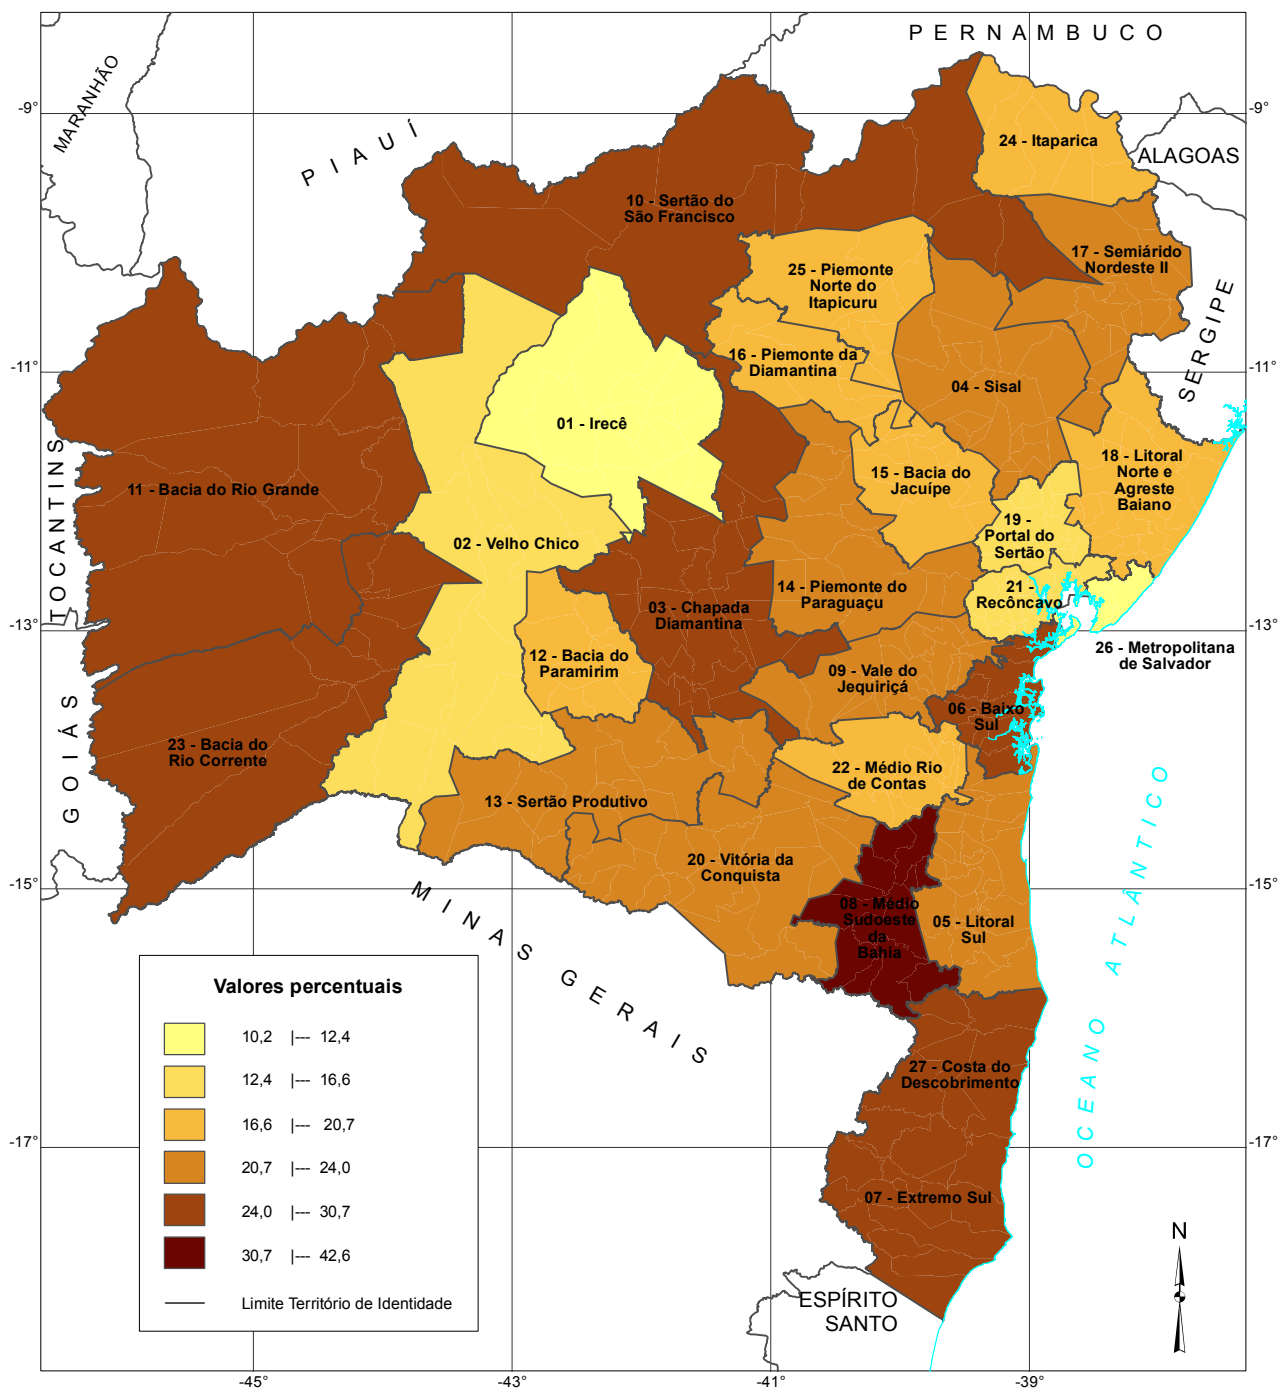 PERNAMBUCO
MARANHÃO
PIAUÍ
ALAGOAS
SERGIPE
TOCANTINS
GOIÁS
MINAS GERAIS
ESPÍRITO
SANTO
OCEANO ATLÂNTICO
-9°
-9°
-11°
-11°
-13°
-13°
-15°
-15°
-17°
-17°
-45°
-43°
-41°
-39°
24 - Itaparica
10 - Sertão do
São Francisco
17 - Semiárido
Nordeste II
25 - Piemonte
Norte do
Itapicuru
16 - Piemonte da
Diamantina
04 - Sisal
01 - Irecê
15 - Bacia do
Jacuípe
18 - Litoral
Norte e
Agreste
Baiano
11 - Bacia do Rio Grande
02 - Velho Chico
19 -
Portal do
Sertão
21 -
Recôncavo
14 - Piemonte do
Paraguaçu
03 - Chapada
Diamantina
26 - Metropolitana
de Salvador
12 - Bacia do
Paramirim
09 - Vale do
Jequiriçá
06 - Baixo
Sul
23 - Bacia do
Rio Corrente
22 - Médio Rio
de Contas
13 - Sertão Produtivo
20 - Vitória da
Conquista
08 - Médio
Sudoeste
da
Bahia
05 - Litoral
Sul
27 - Costa do
Descobrimento
07 - Extremo Sul
Valores percentuais
10,2 |--- 12,4
12,4 |--- 16,6
16,6 |--- 20,7
20,7 |--- 24,0
24,0 |--- 30,7
30,7 |--- 42,6
Limite Território de Identidade
N